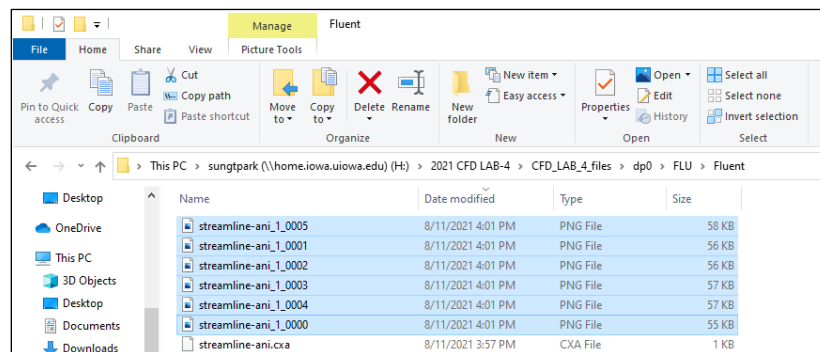 Manage Fluent
File Home Share View Picture Tools
Pin to Quick access
Copy
Paste
Cut
Copy path
Paste shortcut
Clipboard
Move to
Copy to
Delete
Rename
Organize
New folder
New item
Easy access
New
Properties
Open
Edit
History
Open
Select all
Select none
Invert selection
Select
This PC > sungtpark (\\home.iowa.uiowa.edu) (H:) > 2021 CFD LAB-4 > CFD_LAB_4_files > dp0 > FLU > Fluent
Desktop
OneDrive
This PC
3D Objects
Desktop
Documents
Downloads
Name Date modified Type Size
streamline-ani_1_0005 8/11/2021 4:01 PM PNG File 58 KB
streamline-ani_1_0001 8/11/2021 4:01 PM PNG File 56 KB
streamline-ani_1_0002 8/11/2021 4:01 PM PNG File 56 KB
streamline-ani_1_0003 8/11/2021 4:01 PM PNG File 57 KB
streamline-ani_1_0004 8/11/2021 4:01 PM PNG File 57 KB
streamline-ani_1_0000 8/11/2021 4:01 PM PNG File 55 KB
streamline-ani.cxa 8/11/2021 3:57 PM CXA File 1 KB